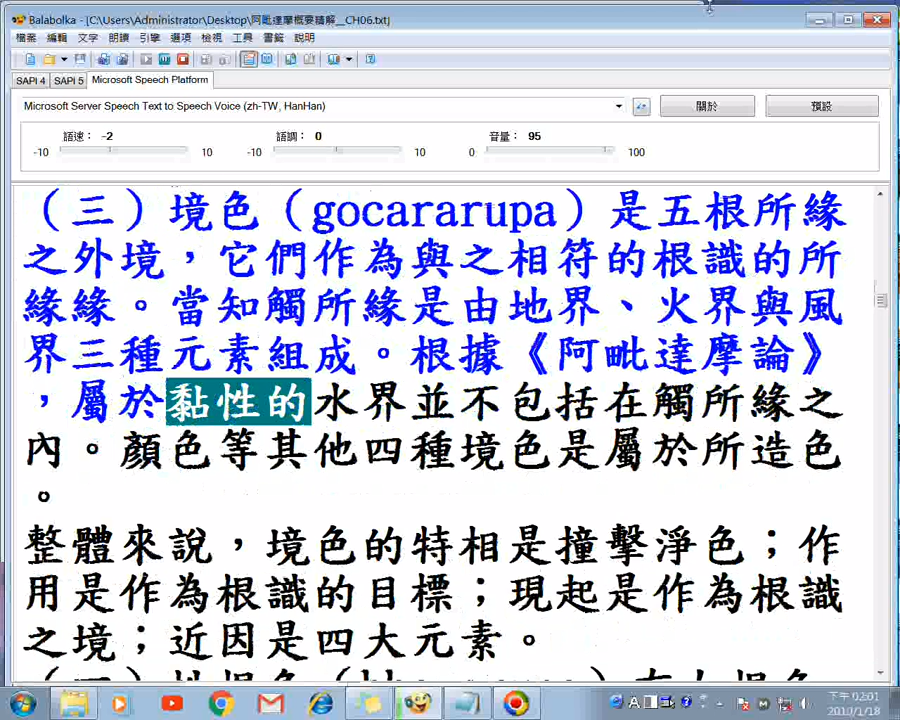 Balabolka - [C:\Users\Administrator\Desktop\阿毗達摩概要精解__CH06.txt]
檔案 編輯 文字 朗讀 引擎 選項 檢視 工具 書籤 說明
SAPI 4 SAPI 5 Microsoft Speech Platform
Microsoft Server Speech Text to Speech Voice (zh-TW, HanHan) 關於 預設
語速： -2 語調： 0 音量： 95
-10 10 -10 10 0 100
（三）境色（gocararupa）是五根所緣
之外境，它們作為與之相符的根識的所
緣緣。當知觸所緣是由地界、火界與風
界三種元素組成。根據《阿毗達摩論》
，屬於黏性的水界並不包括在觸所緣之
內。顏色等其他四種境色是屬於所造色
。
整體來說，境色的特相是撞擊淨色；作
用是作為根識的目標；現起是作為根識
之境；近因是四大元素。
下午 02:01
2019/1/18